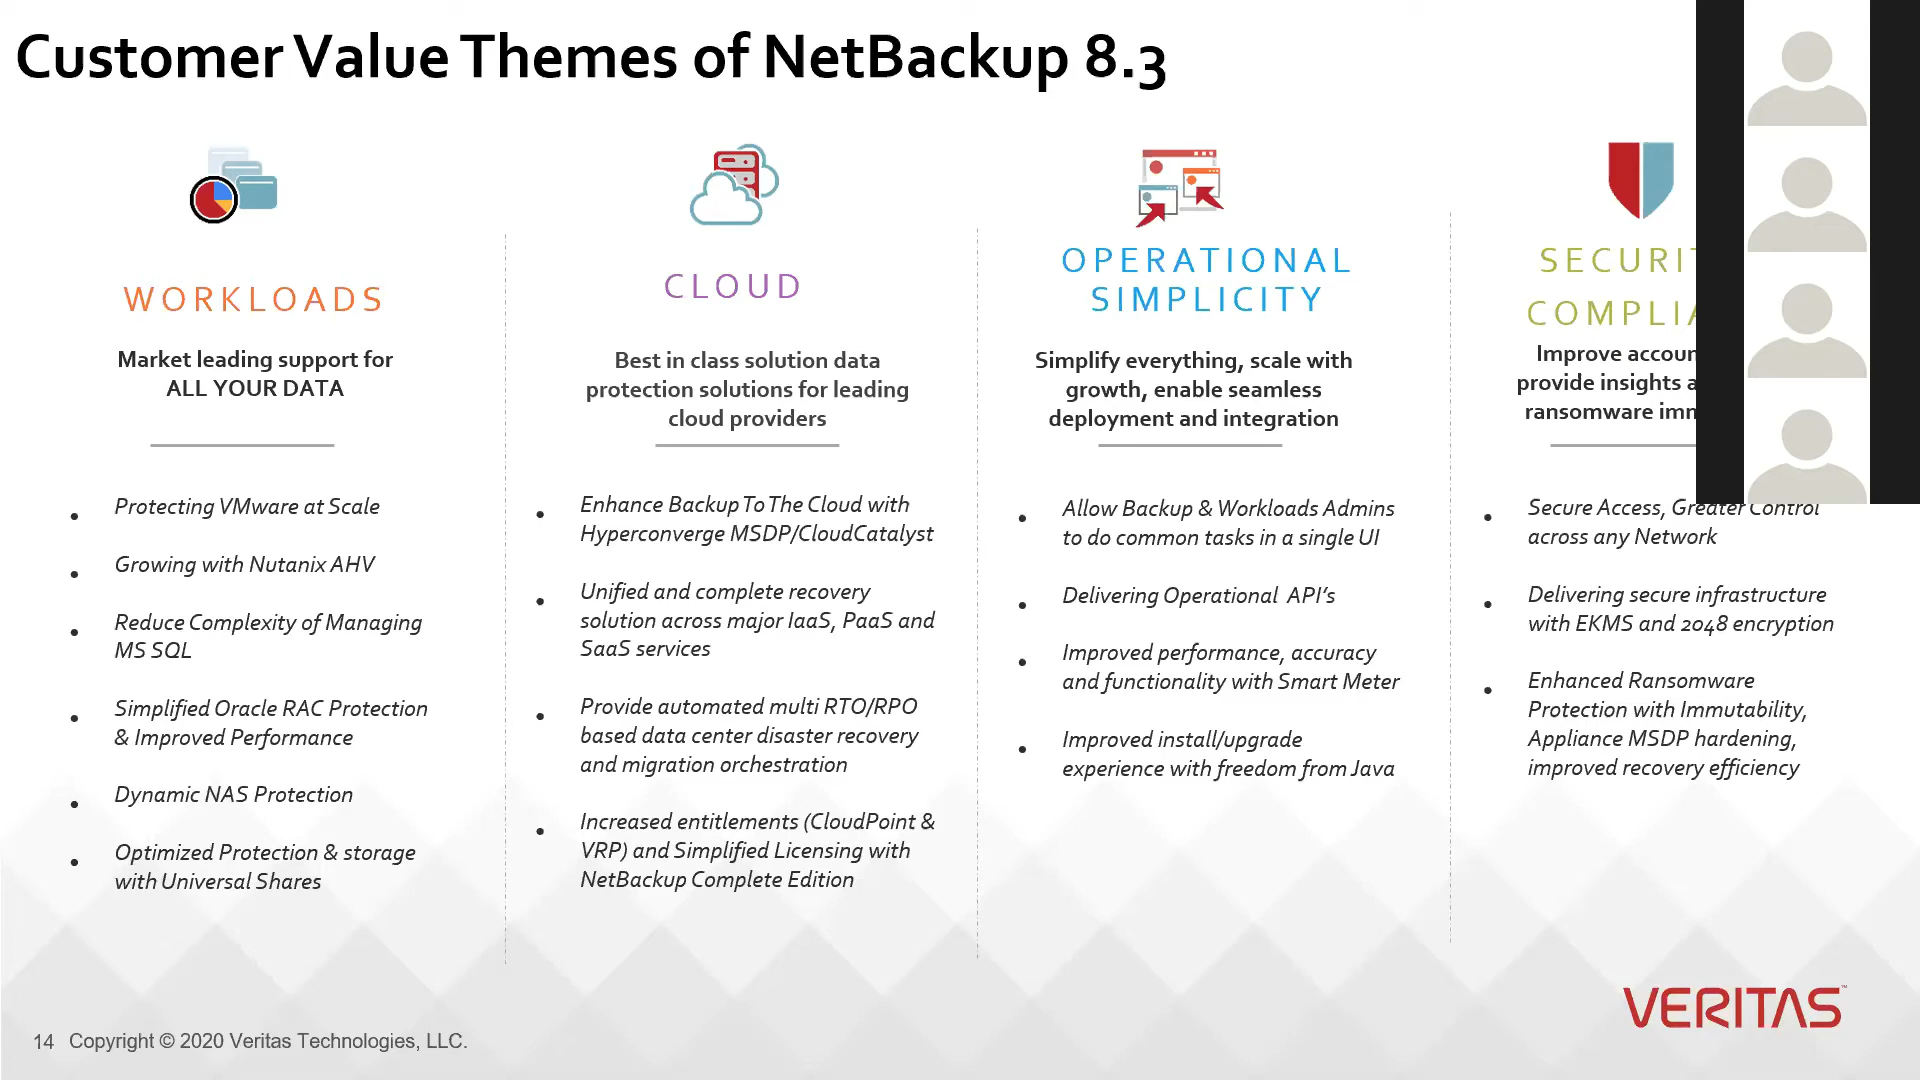 Customer Value Themes of NetBackup 8.3
WORKLOADS
Market leading support for
ALL YOUR DATA
Protecting VMware at Scale
Growing with Nutanix AHV
Reduce Complexity of Managing
MS SQL
Simplified Oracle RAC Protection
& Improved Performance
Dynamic NAS Protection
Optimized Protection & storage
with Universal Shares
CLOUD
Best in class solution data
protection solutions for leading
cloud providers
Enhance Backup To The Cloud with
Hyperconverge MSDP/CloudCatalyst
Unified and complete recovery
solution across major IaaS, PaaS and
SaaS services
Provide automated multi RTO/RPO
based data center disaster recovery
and migration orchestration
Increased entitlements (CloudPoint &
VRP) and Simplified Licensing with
NetBackup Complete Edition
OPERATIONAL
SIMPLICITY
Simplify everything, scale with
growth, enable seamless
deployment and integration
Allow Backup & Workloads Admins
to do common tasks in a single UI
Delivering Operational API's
Improved performance, accuracy
and functionality with Smart Meter
Improved install/upgrade
experience with freedom from Java
Improve
provide insights
ransomware
Secure Access, Greater Control
across any Network
Delivering secure infrastructure
with EKMS and 2048 encryption
Enhanced Ransomware
Protection with Immutability,
Appliance MSDP hardening,
improved recovery efficiency
VERITAS™
14 Copyright © 2020 Veritas Technologies, LLC.